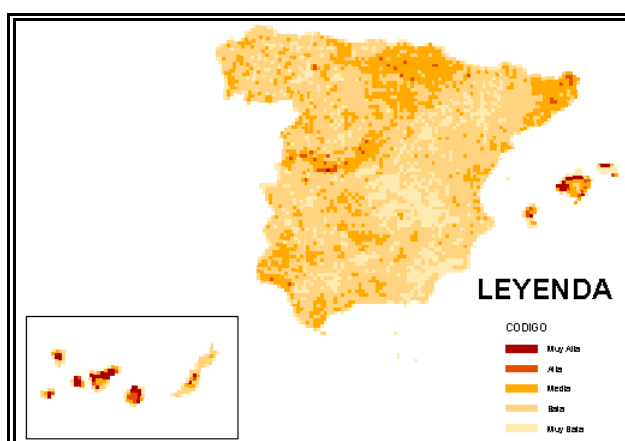 LEYENDA
CODIGO
Muy Alta
Alta
Media
Baja
Muy Baja